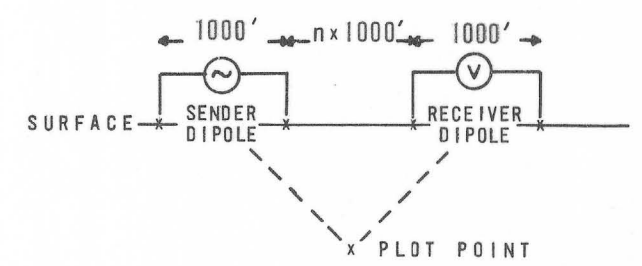 1000' n x 1000' 1000'
~ V
SURFACE x SENDER x x RECEIVER x
DIPOLE DIPOLE
x PLOT POINT